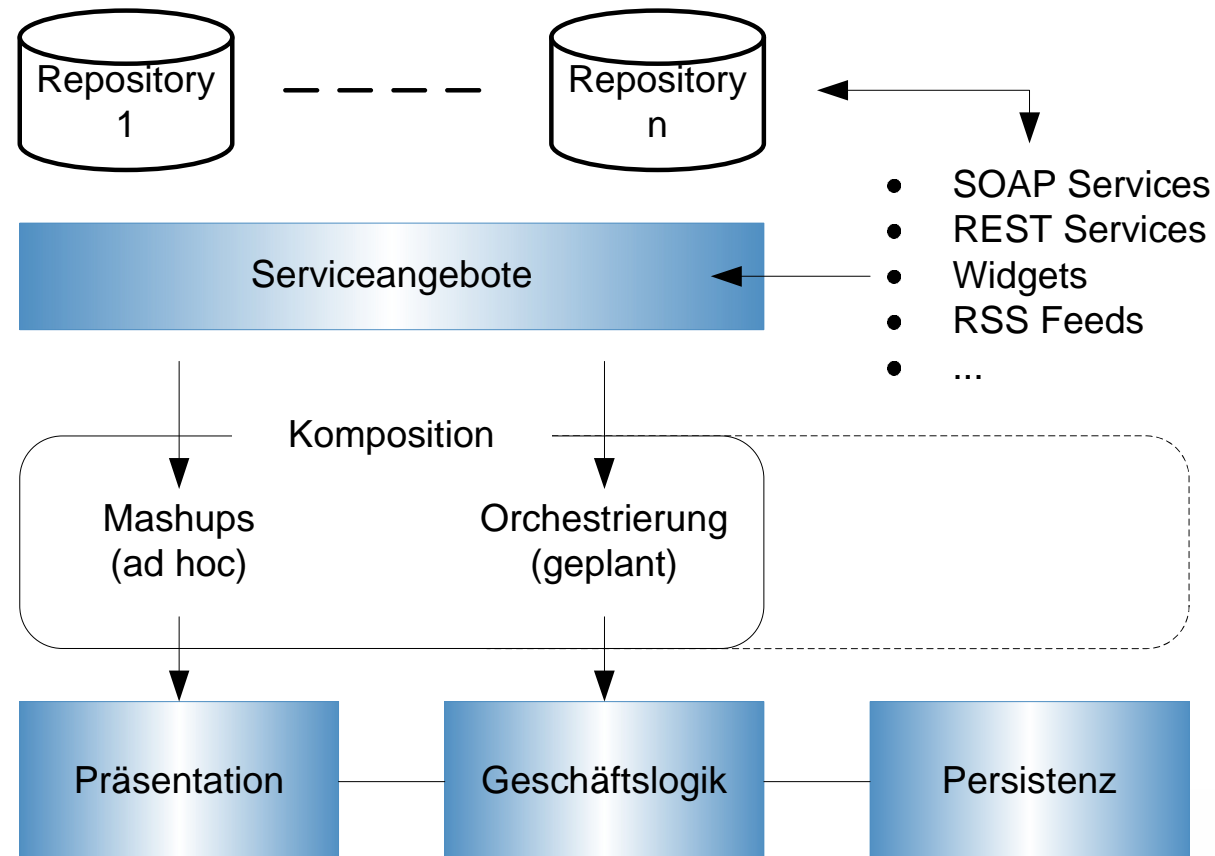 Repository
1
Repository
n
SOAP Services
REST Services
Widgets
RSS Feeds
...
Serviceangebote
Komposition
Mashups
(ad hoc)
Orchestrierung
(geplant)
Präsentation
Geschäftslogik
Persistenz